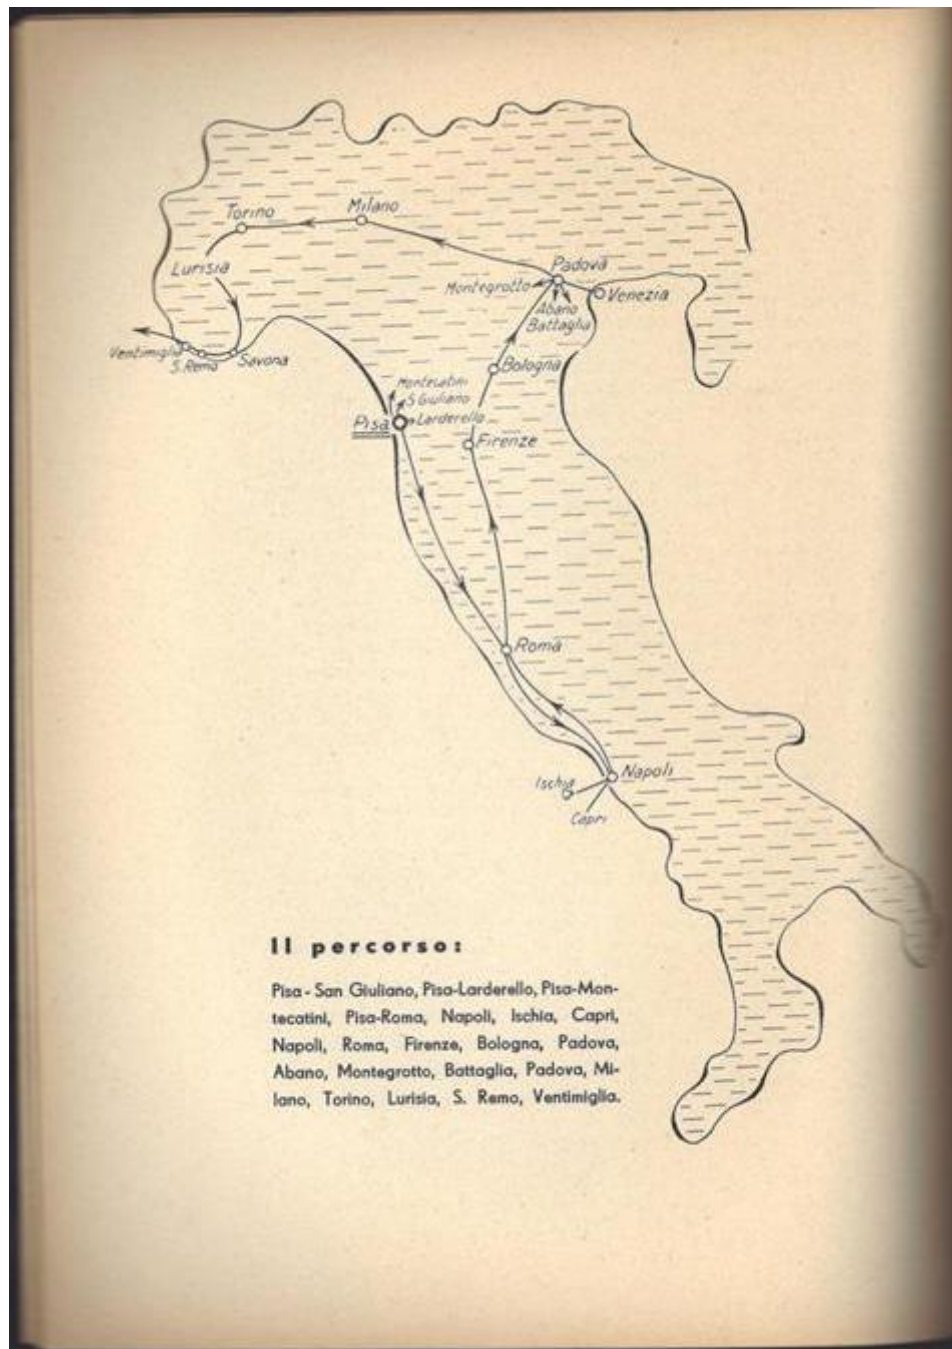 Torino
Milano
Lurisia
Padova
Montegrotto
Venezia
Abano
Battaglia
Ventimiglia
S. Remo
Savona
Bologna
Montecatini
S Giuliano
Pisa
Larderello
Firenze
Roma
Napoli
Ischia
Capri
Il percorso:
Pisa - San Giuliano, Pisa-Larderello, Pisa-Mon-
tecatini, Pisa-Roma, Napoli, Ischia, Capri,
Napoli, Roma, Firenze, Bologna, Padova,
Abano, Montegrotto, Battaglia, Padova, Mi-
lano, Torino, Lurisia, S. Remo, Ventimiglia.